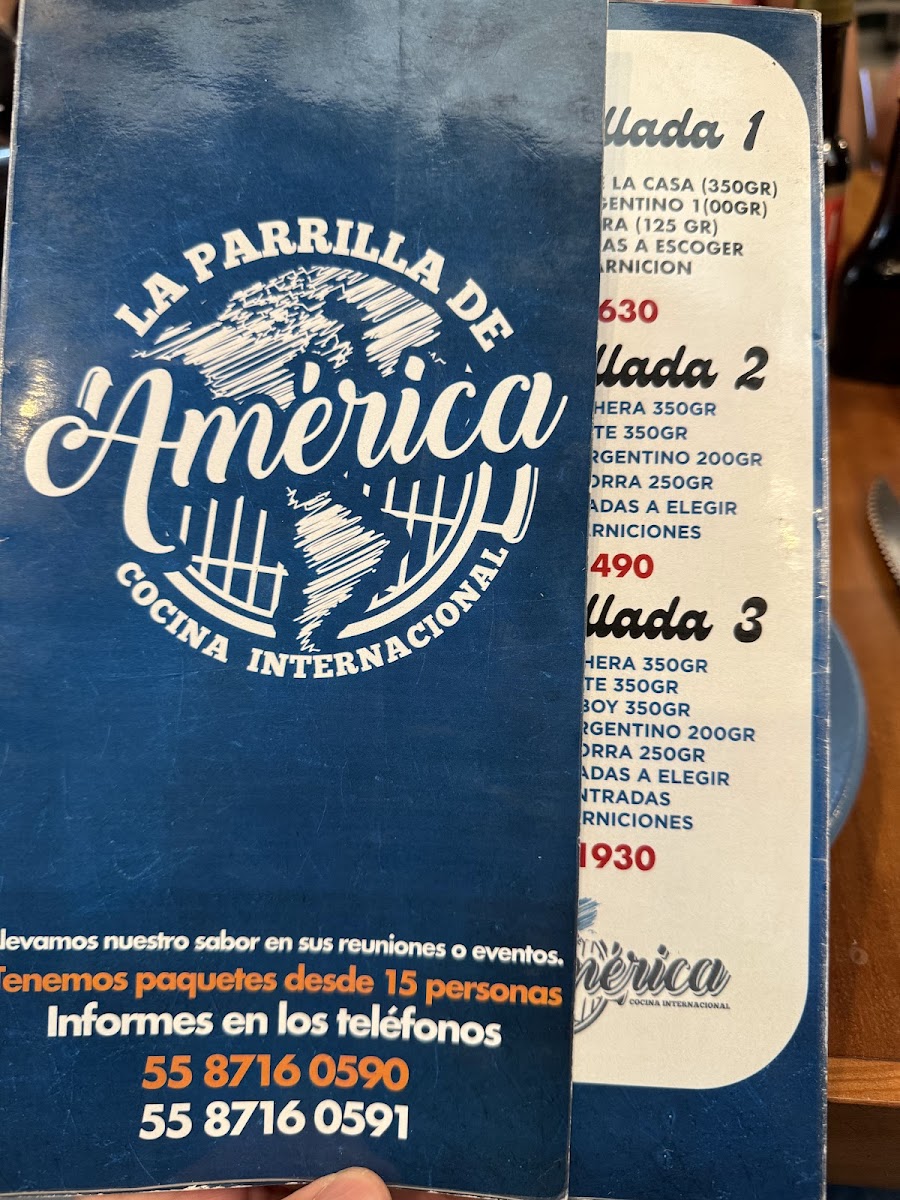 LA PARRILLA DE
América
COCINA INTERNACIONAL
levamos nuestro sabor en sus reuniones o eventos.
Tenemos paquetes desde 15 personas
Informes en los teléfonos
55 8716 0590
55 8716 0591
llada 1
LA CASA (350GR)
GENTINO 1(00GR)
RA (125 GR)
AS A ESCOGER
ARNICION
630
llada 2
HERA 350GR
TE 350GR
RGENTINO 200GR
ORRA 250GR
ADAS A ELEGIR
ERNICIONES
490
llada 3
HERA 350GR
TE 350GR
BOY 350GR
RGENTINO 200GR
ORRA 250GR
ADAS A ELEGIR
NTRADAS
RNICIONES
1930
mérica
COCINA INTERNACIONAL